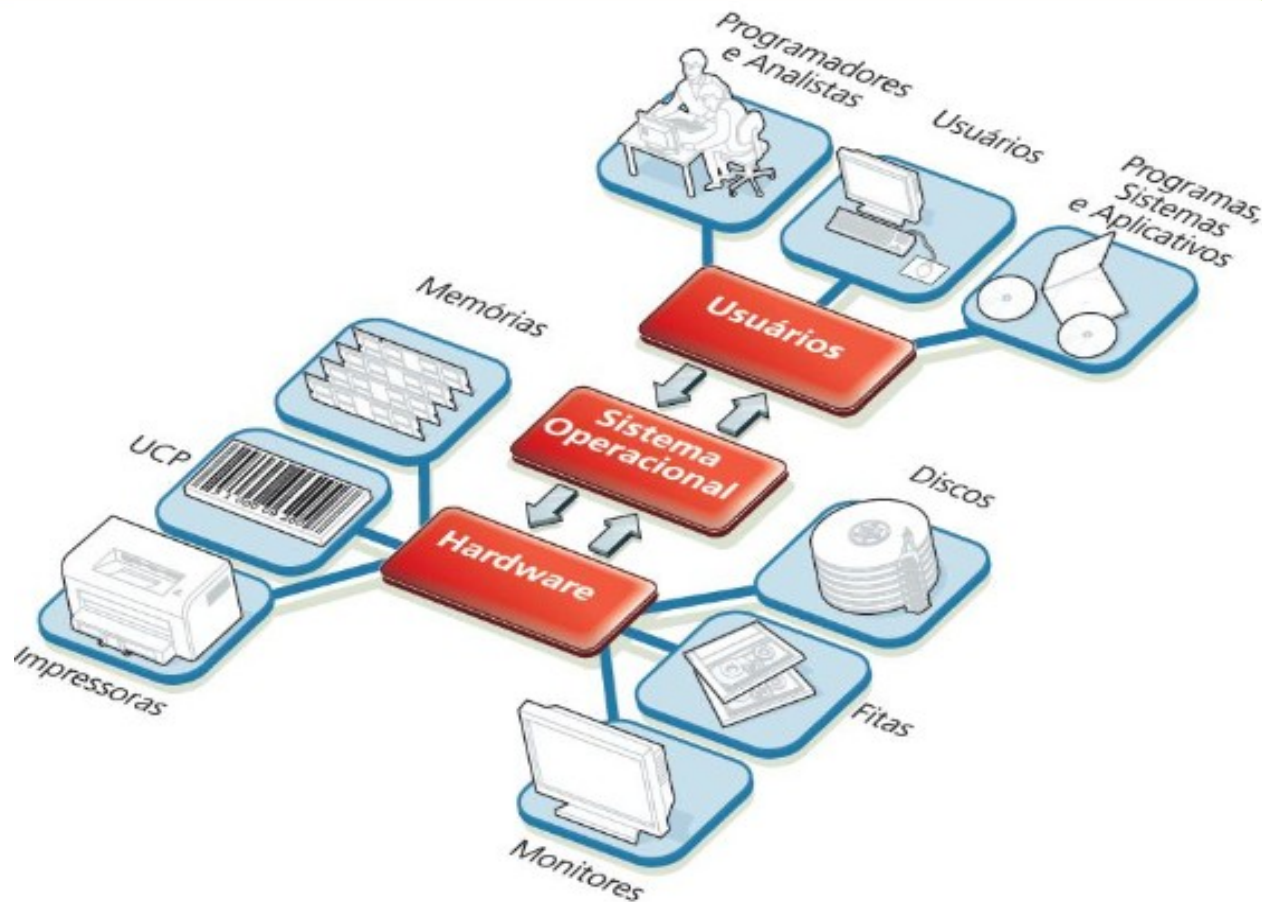 Programadores
e Analistas
Usuários
Programas,
Sistemas
e Aplicativos
Usuários
Memórias
Sistema
Operacional
UCP
Discos
Hardware
Impressoras
Fitas
Monitores